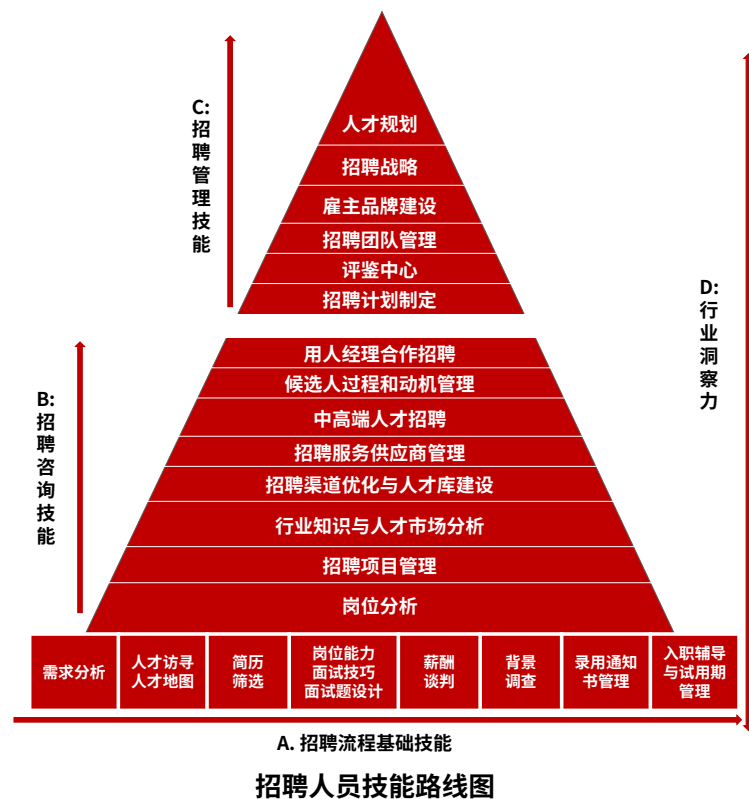 C:
招
聘
管
理
技
能
人才规划
招聘战略
雇主品牌建设
招聘团队管理
评鉴中心
招聘计划制定
D:
行
业
洞
察
力
B:
招
聘
咨
询
技
能
用人经理合作招聘
候选人过程和动机管理
中高端人才招聘
招聘服务供应商管理
招聘渠道优化与人才库建设
行业知识与人才市场分析
招聘项目管理
岗位分析
需求分析
人才访寻
人才地图
简历
筛选
岗位能力
面试技巧
面试题设计
薪酬
谈判
背景
调查
录用通知
书管理
入职辅导
与试用期
管理
A. 招聘流程基础技能
招聘人员技能路线图